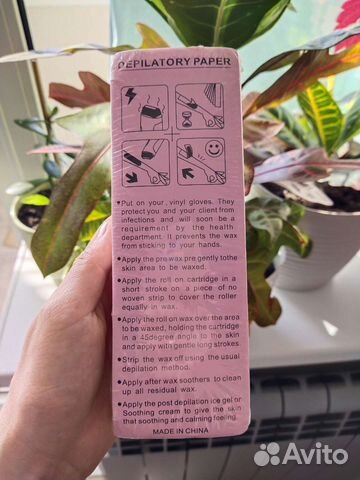 DEPILATORY PAPER
•Put on your, vinyl gloves. They
protect you and your client from
infections and will soon be a
requirement by the health
department. It prevents the wax
from sticking to your hands.
•Apply the pre wax pre gently to the
skin area to be waxed.
•Apply the roll on cartridge in a
short stroke on a piece of no
woven strip to cover the roller
equally in wax.
•Apply the roll on wax over the area
to be waxed, holding the cartridge
in a 45degree angle to the skin
and apply with gentle long strokes.
•Strip the wax off using the usual
depilation method.
•Apply after wax soothers to clean
up all residual wax.
•Apply the post depilation ice gel or
Soothing cream to give the skin
that soothing and calming feeling.
MADE IN CHINA
Avito